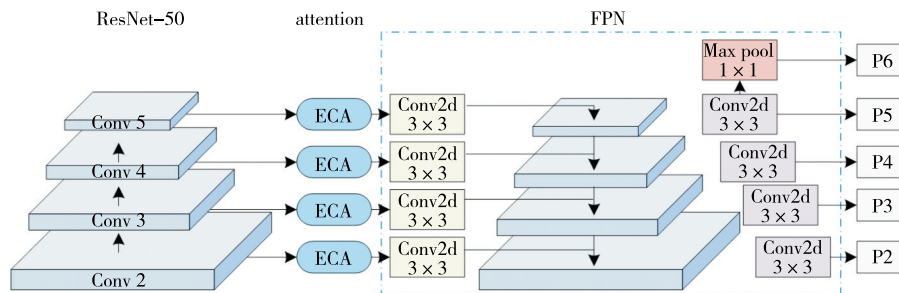 ResNet-50 attention FPN
Max pool
1 × 1
P6
Conv 5
ECA
Conv2d
3 × 3
Conv2d
3 × 3
P5
Conv 4
ECA
Conv2d
3 × 3
Conv2d
3 × 3
P4
Conv 3
ECA
Conv2d
3 × 3
Conv2d
3 × 3
P3
Conv 2
ECA
Conv2d
3 × 3
Conv2d
3 × 3
P2